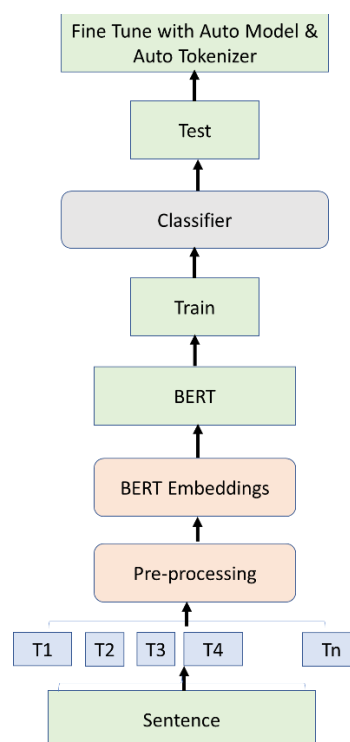 Fine Tune with Auto Model &
Auto Tokenizer
Test
Classifier
Train
BERT
BERT Embeddings
Pre-processing
T1 T2 T3 T4 Tn
Sentence